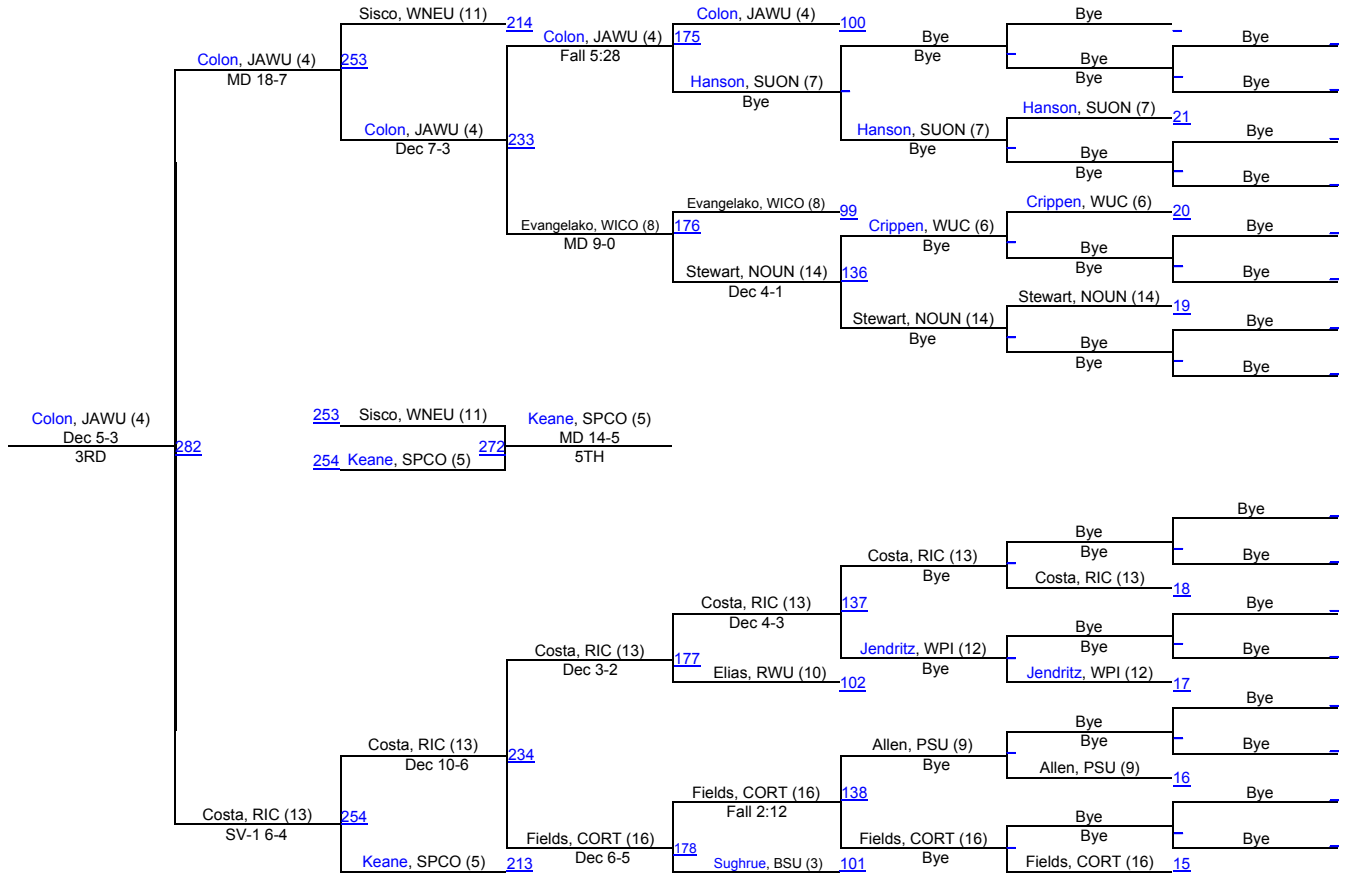 Sisco, WNEU (11)
214
Colon, JAWU (4)
100
Bye
Colon, JAWU (4)
Fall 5:28
175
Bye
Bye
Bye
Colon, JAWU (4)
MD 18-7
253
Bye
Bye
Hanson, SUON (7)
Bye
Bye
Hanson, SUON (7)
21
Colon, JAWU (4)
Dec 7-3
233
Hanson, SUON (7)
Bye
Bye
Bye
Bye
Bye
Evangelako, WICO (8)
99
Crippen, WUC (6)
20
Evangelako, WICO (8)
MD 9-0
176
Crippen, WUC (6)
Bye
Bye
Bye
Bye
Stewart, NOUN (14)
Dec 4-1
136
Bye
Stewart, NOUN (14)
19
Stewart, NOUN (14)
Bye
Bye
Bye
Bye
Bye
Colon, JAWU (4)
Dec 5-3
3RD
282
253
Sisco, WNEU (11)
254
Keane, SPCO (5)
272
Keane, SPCO (5)
MD 14-5
5TH
Bye
Bye
Bye
Costa, RIC (13)
Bye
Bye
Costa, RIC (13)
18
Costa, RIC (13)
Dec 4-3
137
Bye
Bye
Bye
Costa, RIC (13)
Dec 3-2
177
Jendritz, WPI (12)
Bye
Bye
Elias, RWU (10)
102
Jendritz, WPI (12)
17
Bye
Bye
Bye
Costa, RIC (13)
Dec 10-6
234
Allen, PSU (9)
Bye
Bye
Allen, PSU (9)
16
Fields, CORT (16)
Fall 2:12
138
Bye
Costa, RIC (13)
SV-1 6-4
254
Bye
Bye
Fields, CORT (16)
Dec 6-5
178
Fields, CORT (16)
Bye
Bye
Keane, SPCO (5)
213
Sughrue, BSU (3)
101
Fields, CORT (16)
15